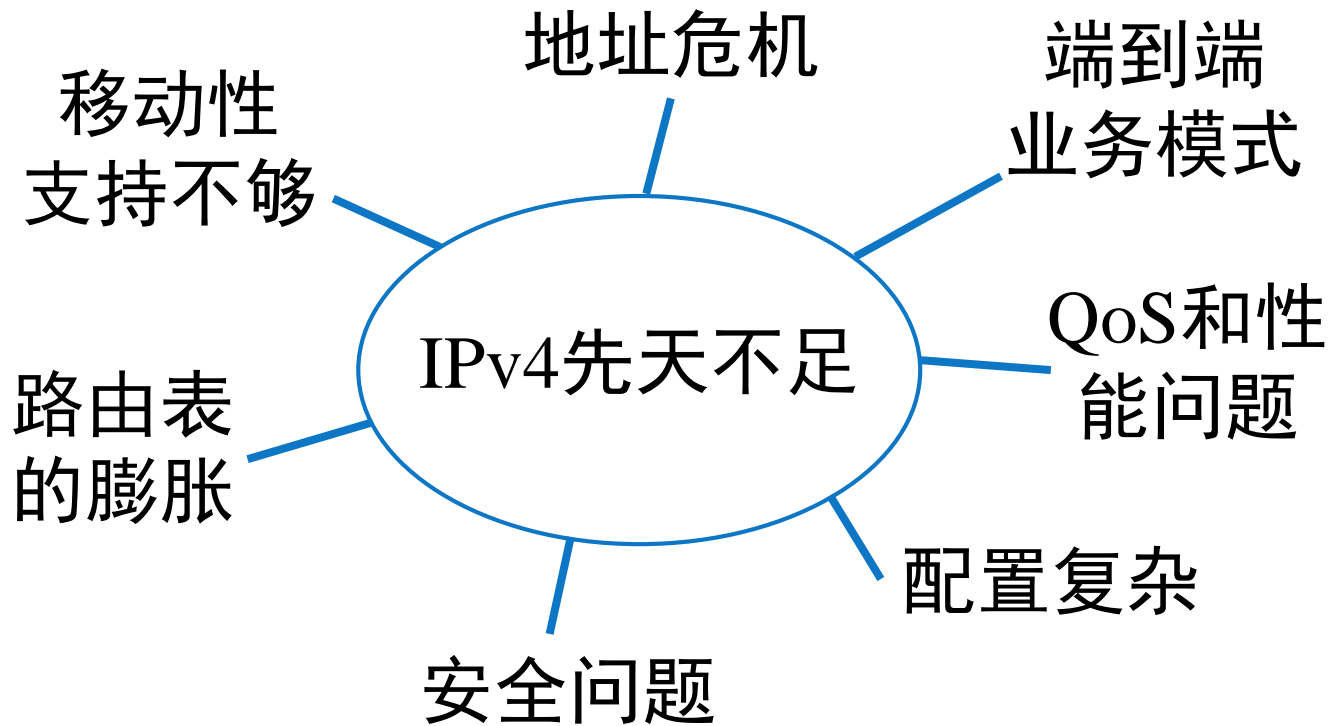 地址危机
端到端
业务模式
移动性
支持不够
QoS和性
能问题
IPv4先天不足
路由表
的膨胀
配置复杂
安全问题